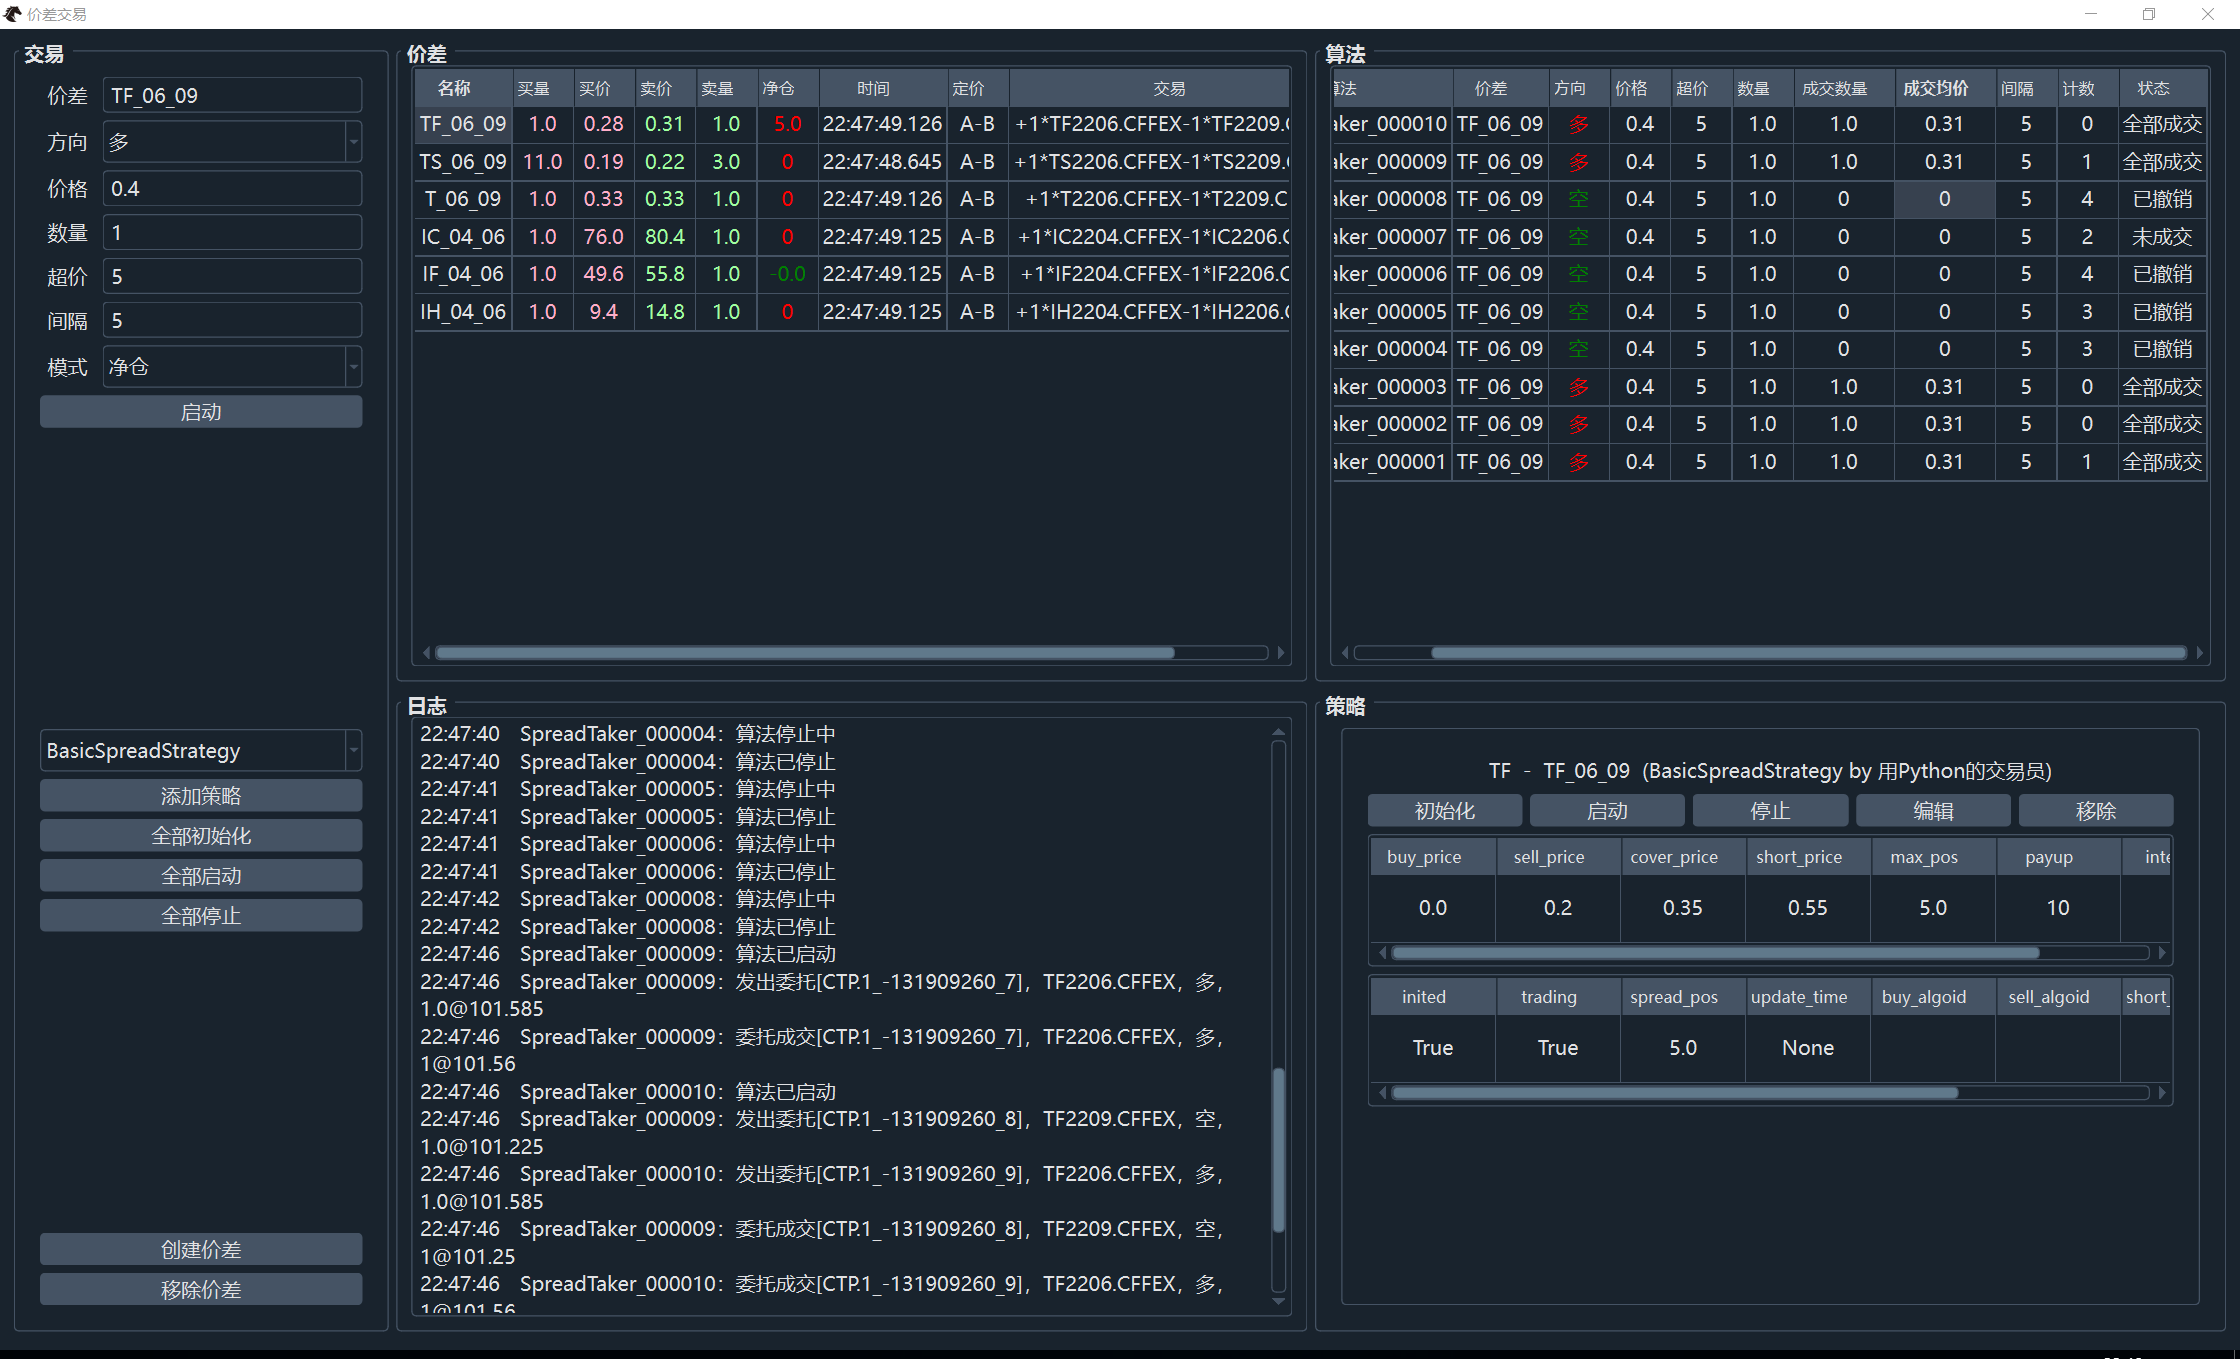 价差交易
交易
价差 TF_06_09
方向 多
价格 0.4
数量 1
超价 5
间隔 5
模式 净仓
启动
BasicSpreadStrategy
添加策略
全部初始化
全部启动
全部停止
创建价差
移除价差
价差
名称 买量 买价 卖价 卖量 净仓 时间 定价 交易
TF_06_09 1.0 0.28 0.31 1.0 5.0 22:47:49.126 A-B +1*TF2206.CFFEX-1*TF2209.
TS_06_09 11.0 0.19 0.22 3.0 0 22:47:48.645 A-B +1*TS2206.CFFEX-1*TS2209.
T_06_09 1.0 0.33 0.33 1.0 0 22:47:49.126 A-B +1*T2206.CFFEX-1*T2209.C
IC_04_06 1.0 76.0 80.4 1.0 0 22:47:49.125 A-B +1*IC2204.CFFEX-1*IC2206.
IF_04_06 1.0 49.6 55.8 1.0 -0.0 22:47:49.125 A-B +1*IF2204.CFFEX-1*IF2206.C
IH_04_06 1.0 9.4 14.8 1.0 0 22:47:49.125 A-B +1*IH2204.CFFEX-1*IH2206.
算法
算法 价差 方向 价格 超价 数量 成交数量 成交均价 间隔 计数 状态
aker_000010 TF_06_09 多 0.4 5 1.0 1.0 0.31 5 0 全部成交
aker_000009 TF_06_09 多 0.4 5 1.0 1.0 0.31 5 1 全部成交
aker_000008 TF_06_09 空 0.4 5 1.0 0 0 5 4 已撤销
aker_000007 TF_06_09 空 0.4 5 1.0 0 0 5 2 未成交
aker_000006 TF_06_09 空 0.4 5 1.0 0 0 5 4 已撤销
aker_000005 TF_06_09 空 0.4 5 1.0 0 0 5 3 已撤销
aker_000004 TF_06_09 空 0.4 5 1.0 0 0 5 3 已撤销
aker_000003 TF_06_09 多 0.4 5 1.0 1.0 0.31 5 0 全部成交
aker_000002 TF_06_09 多 0.4 5 1.0 1.0 0.31 5 0 全部成交
aker_000001 TF_06_09 多 0.4 5 1.0 1.0 0.31 5 1 全部成交
日志
22:47:40 SpreadTaker_000004：算法停止中
22:47:40 SpreadTaker_000004：算法已停止
22:47:41 SpreadTaker_000005：算法停止中
22:47:41 SpreadTaker_000005：算法已停止
22:47:41 SpreadTaker_000006：算法停止中
22:47:41 SpreadTaker_000006：算法已停止
22:47:42 SpreadTaker_000008：算法停止中
22:47:42 SpreadTaker_000008：算法已停止
22:47:46 SpreadTaker_000009：算法已启动
22:47:46 SpreadTaker_000009：发出委托[CTP.1_-131909260_7]，TF2206.CFFEX，多，
1.0@101.585
22:47:46 SpreadTaker_000009：委托成交[CTP.1_-131909260_7]，TF2206.CFFEX，多，
1@101.56
22:47:46 SpreadTaker_000010：算法已启动
22:47:46 SpreadTaker_000009：发出委托[CTP.1_-131909260_8]，TF2209.CFFEX，空，
1.0@101.225
22:47:46 SpreadTaker_000010：发出委托[CTP.1_-131909260_9]，TF2206.CFFEX，多，
1.0@101.585
22:47:46 SpreadTaker_000009：委托成交[CTP.1_-131909260_8]，TF2209.CFFEX，空，
1@101.25
22:47:46 SpreadTaker_000010：委托成交[CTP.1_-131909260_9]，TF2206.CFFEX，多，
1@101.56
策略
TF - TF_06_09 (BasicSpreadStrategy by 用Python的交易员)
初始化 启动 停止 编辑 移除
buy_price sell_price cover_price short_price max_pos payup inte
0.0 0.2 0.35 0.55 5.0 10
inited trading spread_pos update_time buy_algoid sell_algoid short_
True True 5.0 None